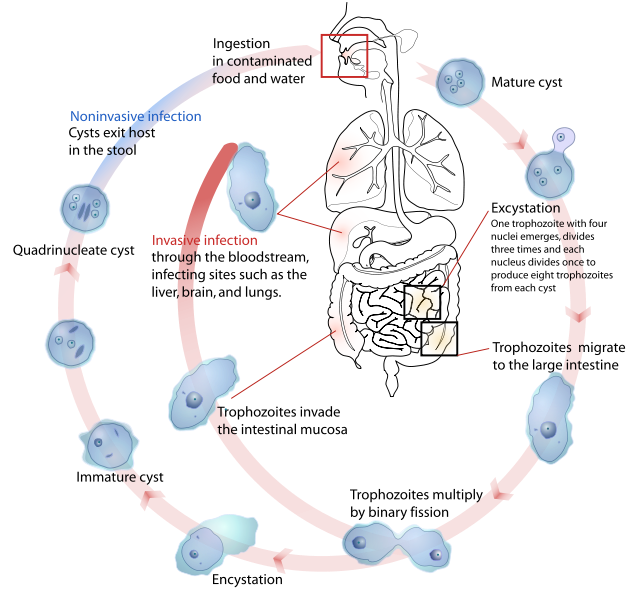 Ingestion
in contaminated
food and water
Mature cyst
Noninvasive infection
Cysts exit host
in the stool
Excystation
One trophozoite with four
nuclei emerges, divides
three times and each
nucleus divides once to
produce eight trophozoites
from each cyst
Quadrinucleate cyst
Invasive infection
through the bloodstream,
infecting sites such as the
liver, brain, and lungs.
Trophozoites migrate
to the large intestine
Trophozoites invade
the intestinal mucosa
Immature cyst
Trophozoites multiply
by binary fission
Encystation